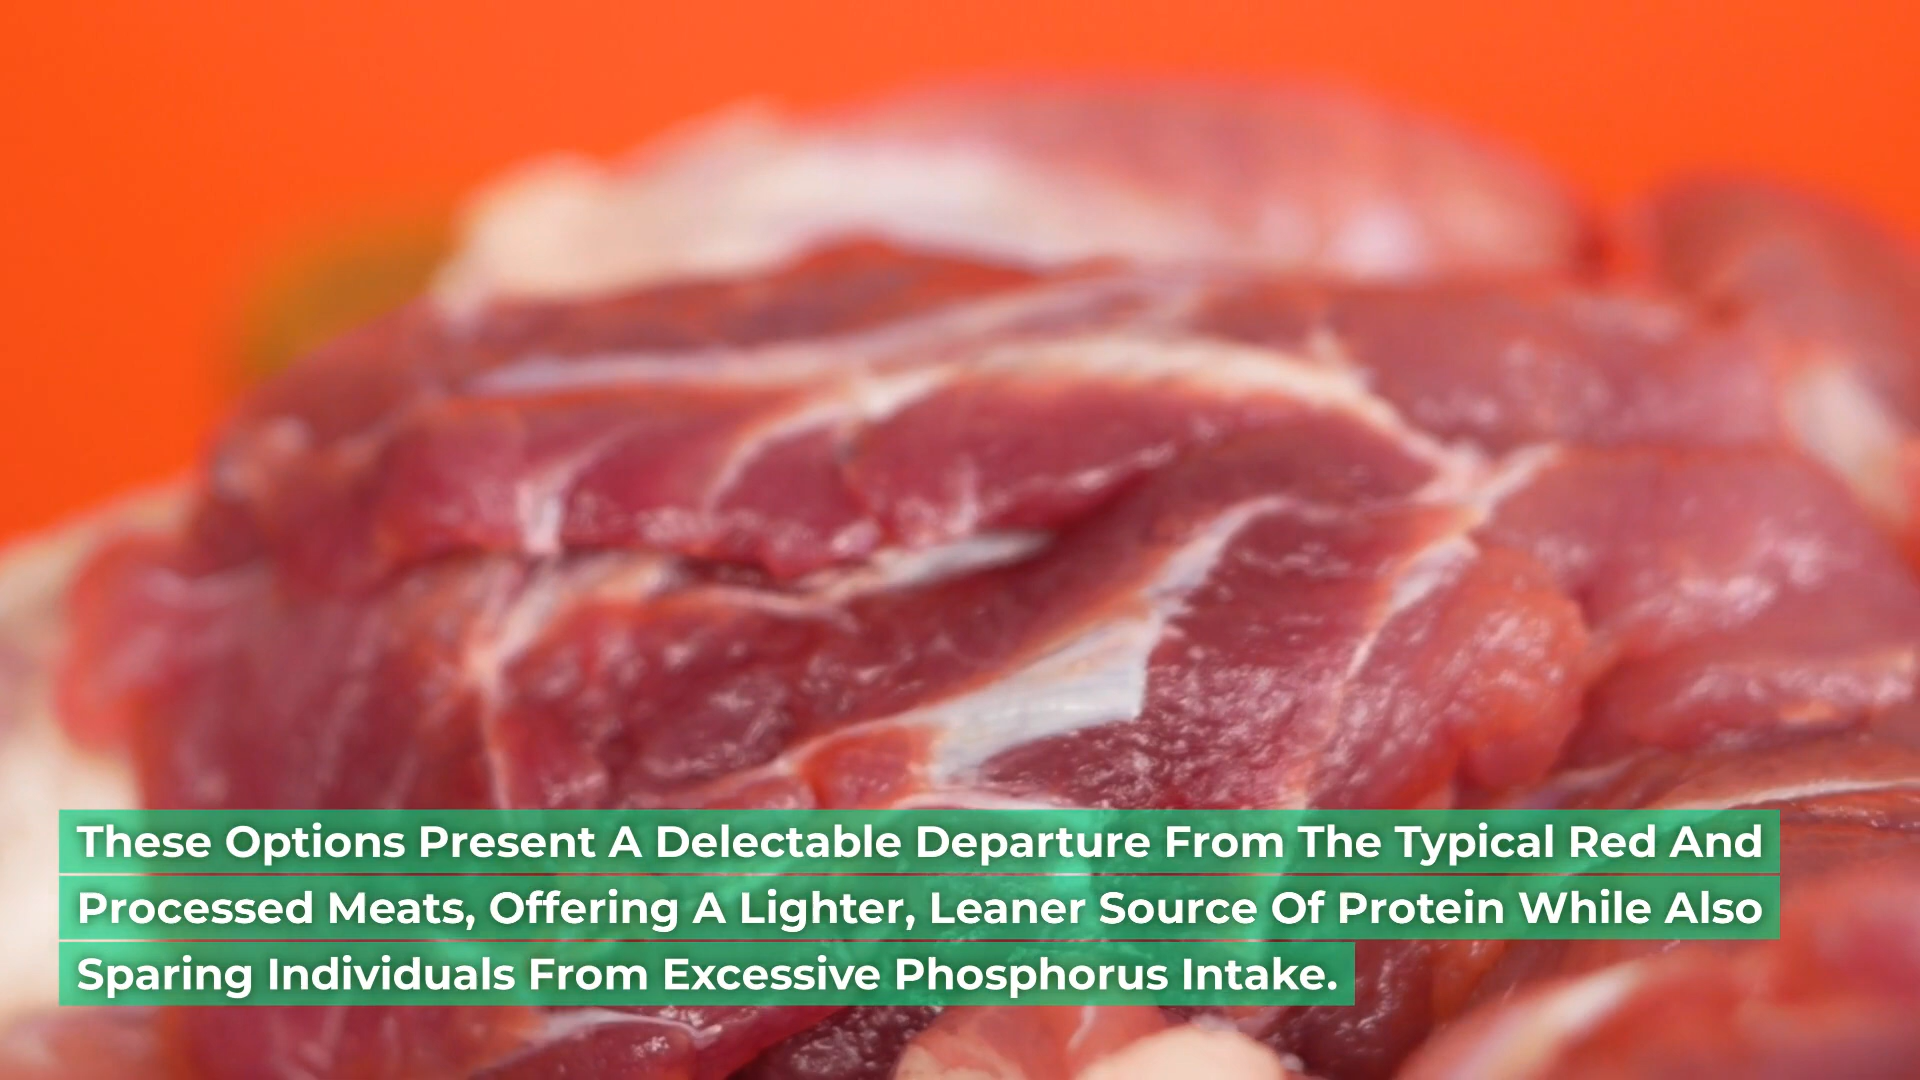 These Options Present A Delectable Departure From The Typical Red And
Processed Meats, Offering A Lighter, Leaner Source Of Protein While Also
Sparing Individuals From Excessive Phosphorus Intake.